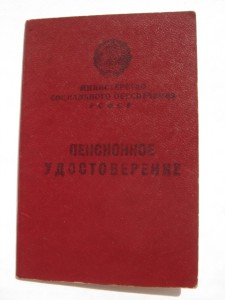 МИНИСТЕРСТВО
СОЦИАЛЬНОГО ОБЕСПЕЧЕНИЯ
РСФСР
ПЕНСИОННОЕ
УДОСТОВЕРЕНИЕ